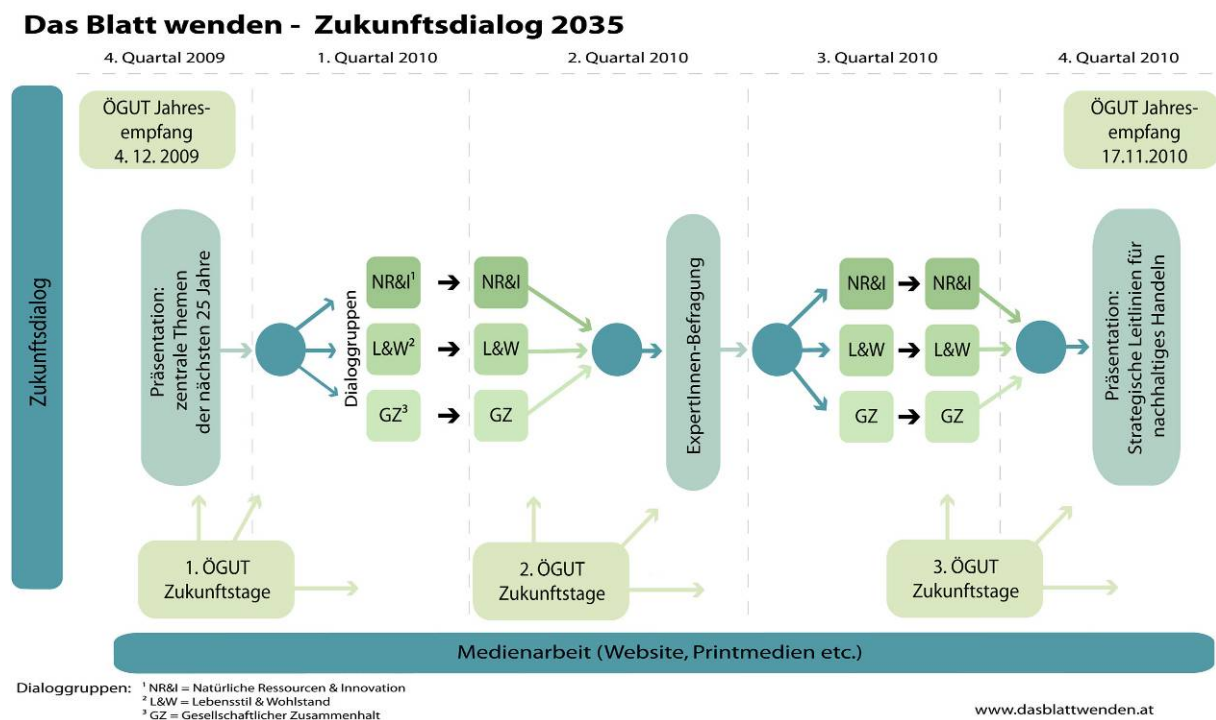 Das Blatt wenden - Zukunftsdialog 2035
4. Quartal 2009
1. Quartal 2010
2. Quartal 2010
3. Quartal 2010
4. Quartal 2010
Zukunftsdialog
ÖGUT Jahres-
empfang
4. 12. 2009
ÖGUT Jahres-
empfang
17.11.2010
Präsentation:
zentrale Themen
der nächsten 25 Jahre
Dialoggruppen
NR&I¹
L&W²
GZ³
NR&I
L&W
GZ
ExpertInnen-Befragung
NR&I
L&W
GZ
NR&I
L&W
GZ
Präsentation:
Strategische Leitlinien für
nachhaltiges Handeln
1. ÖGUT
Zukunftstage
2. ÖGUT
Zukunftstage
3. ÖGUT
Zukunftstage
Medienarbeit (Website, Printmedien etc.)
Dialoggruppen: ¹ NR&I = Natürliche Ressourcen & Innovation
² L&W = Lebensstil & Wohlstand
³ GZ = Gesellschaftlicher Zusammenhalt
www.dasblattwenden.at